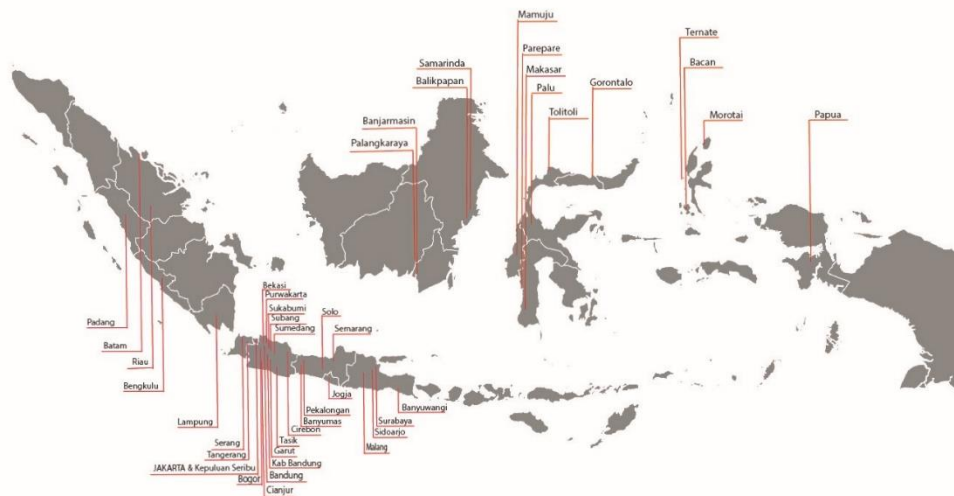 Mamuju
Ternate
Parepare
Bacan
Samarinda
Makasar
Balikpapan
Palu
Gorontalo
Tolitoli
Morotai
Papua
Banjarmasin
Palangkaraya
Bekasi
Purwakarta
Sukabumi
Subang
Sumedang
Solo
Semarang
Padang
Batam
Riau
Bengkulu
Lampung
Jogja
Pekalongan
Banyumas
Cirebon
Banyuwangi
Surabaya
Sidoarjo
Malang
Serang
Tangerang
Tasik
Garut
JAKARTA & Kepuluan Seribu
Kab Bandung
Bogor
Bandung
Cianjur